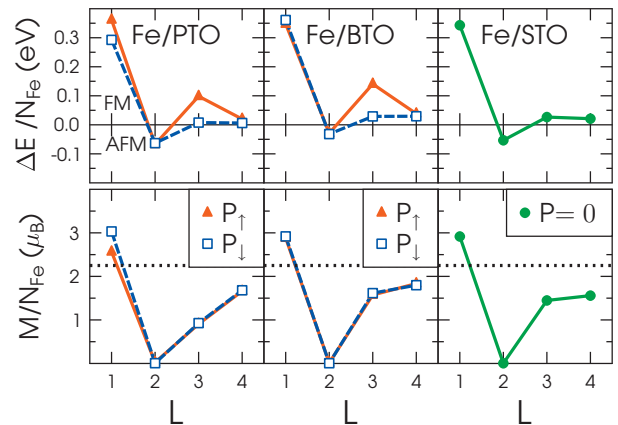 Fe/PTO Fe/BTO Fe/STO
ΔE /N_Fe (eV)
0.3
0.2
0.1
0.0
-0.1
FM
AFM
M/N_Fe (μ_B)
3
2
1
P↑
P↓
P↑
P↓
P= 0
1 2 3 4 1 2 3 4 1 2 3 4
L L L